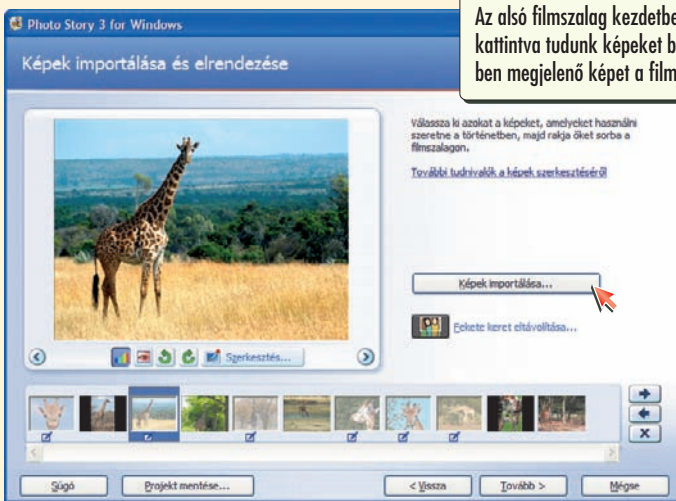 Photo Story 3 for Windows
Az alsó filmszalag kezdetbe
kattintva tudunk képeket b
ben megjelenő képet a film
Képek importálása és elrendezése
Válassza ki azokat a képeket, amelyeket használni
szeretne a történetben, majd rakja őket sorba a
filmszalagon.
További tudnivalók a képek szerkesztéséről
Képek importálása...
Fekete keret eltávolítása...
Szerkesztés...
Súgó
Projekt mentése...
< Vissza
Tovább >
Mégse